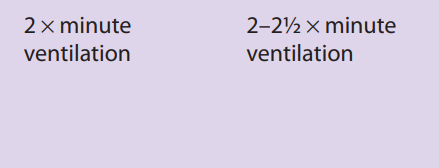 2 × minute
ventilation
2–2½ × minute
ventilation